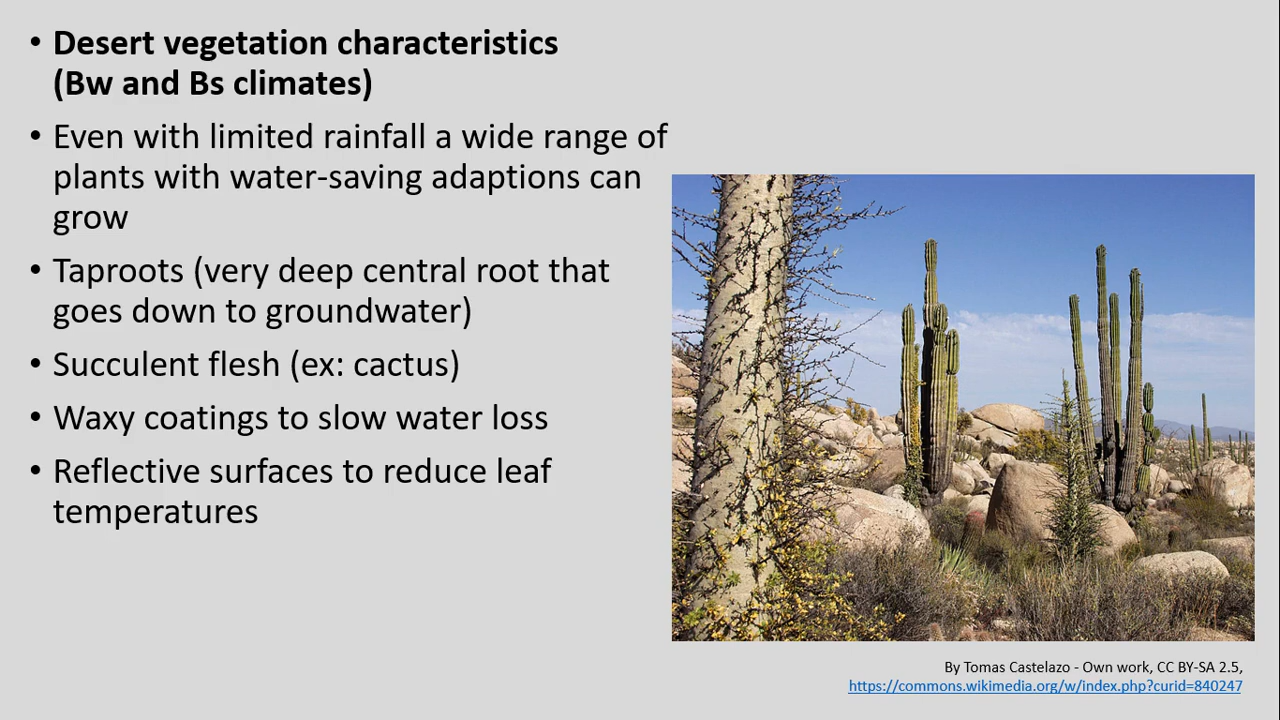 • Desert vegetation characteristics
(Bw and Bs climates)
• Even with limited rainfall a wide range of
plants with water-saving adaptions can
grow
• Taproots (very deep central root that
goes down to groundwater)
• Succulent flesh (ex: cactus)
• Waxy coatings to slow water loss
• Reflective surfaces to reduce leaf
temperatures
By Tomas Castelazo - Own work, CC BY-SA 2.5,
https://commons.wikimedia.org/w/index.php?curid=840247